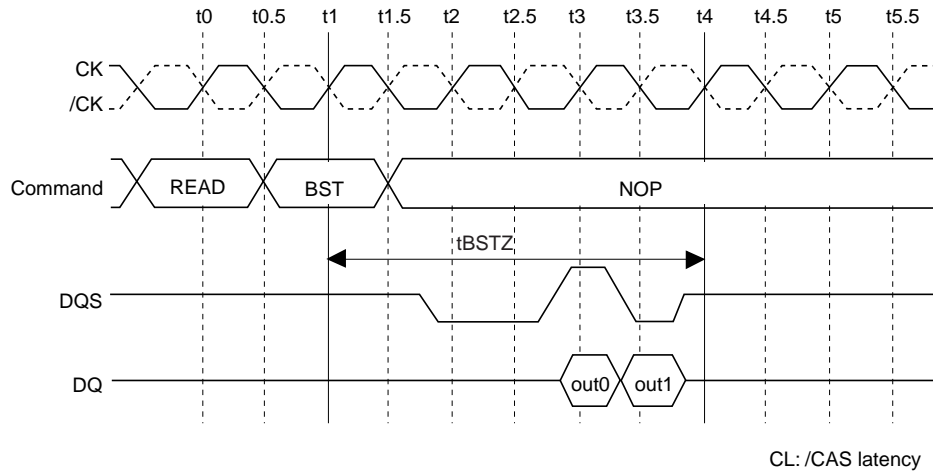 t0 t0.5 t1 t1.5 t2 t2.5 t3 t3.5 t4 t4.5 t5 t5.5
CK
/CK
Command READ BST NOP
tBSTZ
DQS
DQ out0 out1
CL: /CAS latency